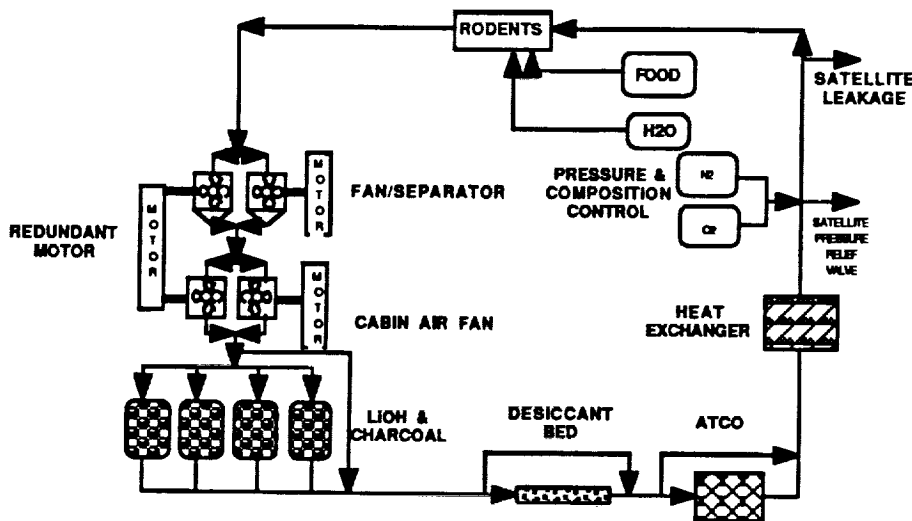 RODENTS
FOOD
SATELLITE
LEAKAGE
H2O
MOTOR
FAN/SEPARATOR
PRESSURE &
COMPOSITION
CONTROL
N2
O2
SATELLITE
PRESSURE
RELIEF
VALVE
REDUNDANT
MOTOR
MOTOR
MOTOR
CABIN AIR FAN
HEAT
EXCHANGER
LiOH &
CHARCOAL
DESICCANT
BED
ATCO